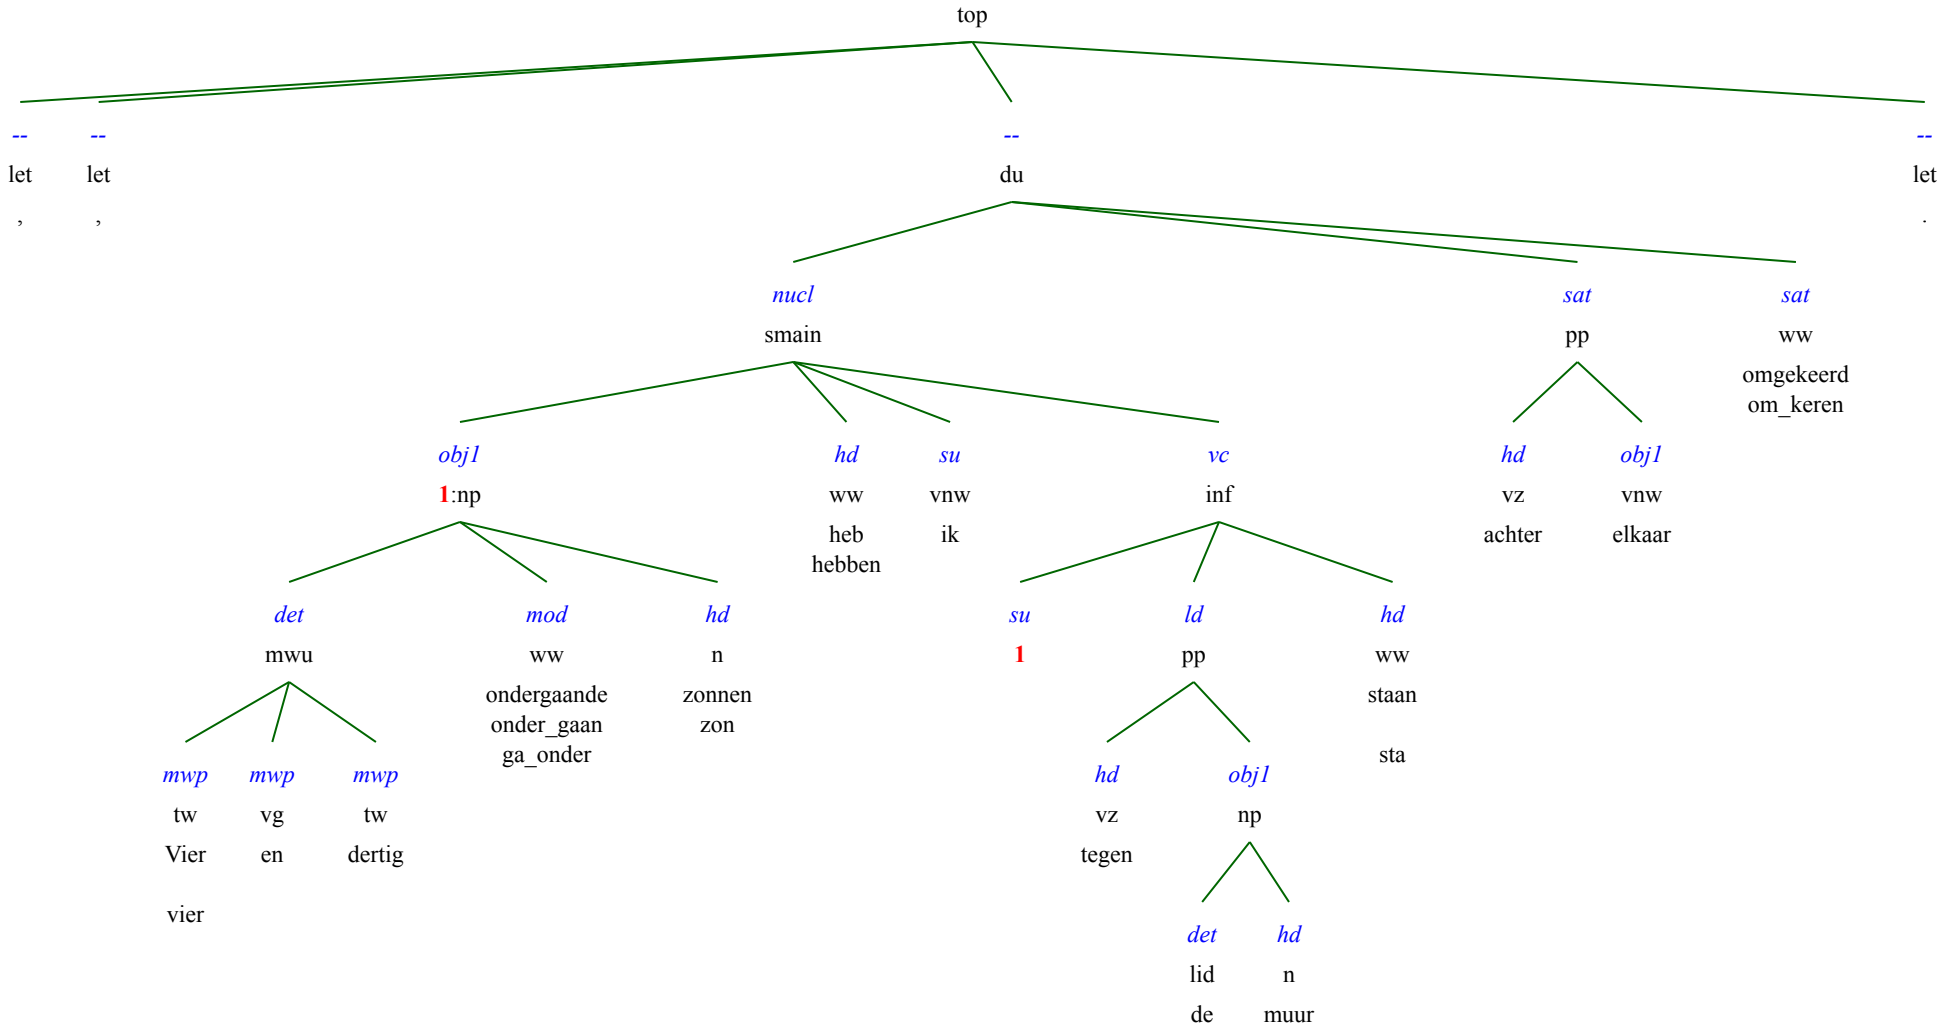 top
-- -- -- --
let let du let
, , .
nucl sat sat
smain pp ww
omgekeerd
om_keren
obj1 hd su vc hd obj1
1:np ww vnw inf vz vnw
heb ik achter elkaar
hebben
det mod hd su ld hd
mwu ww n 1 pp ww
ondergaande zonnen staan
onder_gaan zon
ga_onder sta
mwp mwp mwp hd obj1
tw vg tw vz np
Vier en dertig tegen
vier
det hd
lid n
de muur